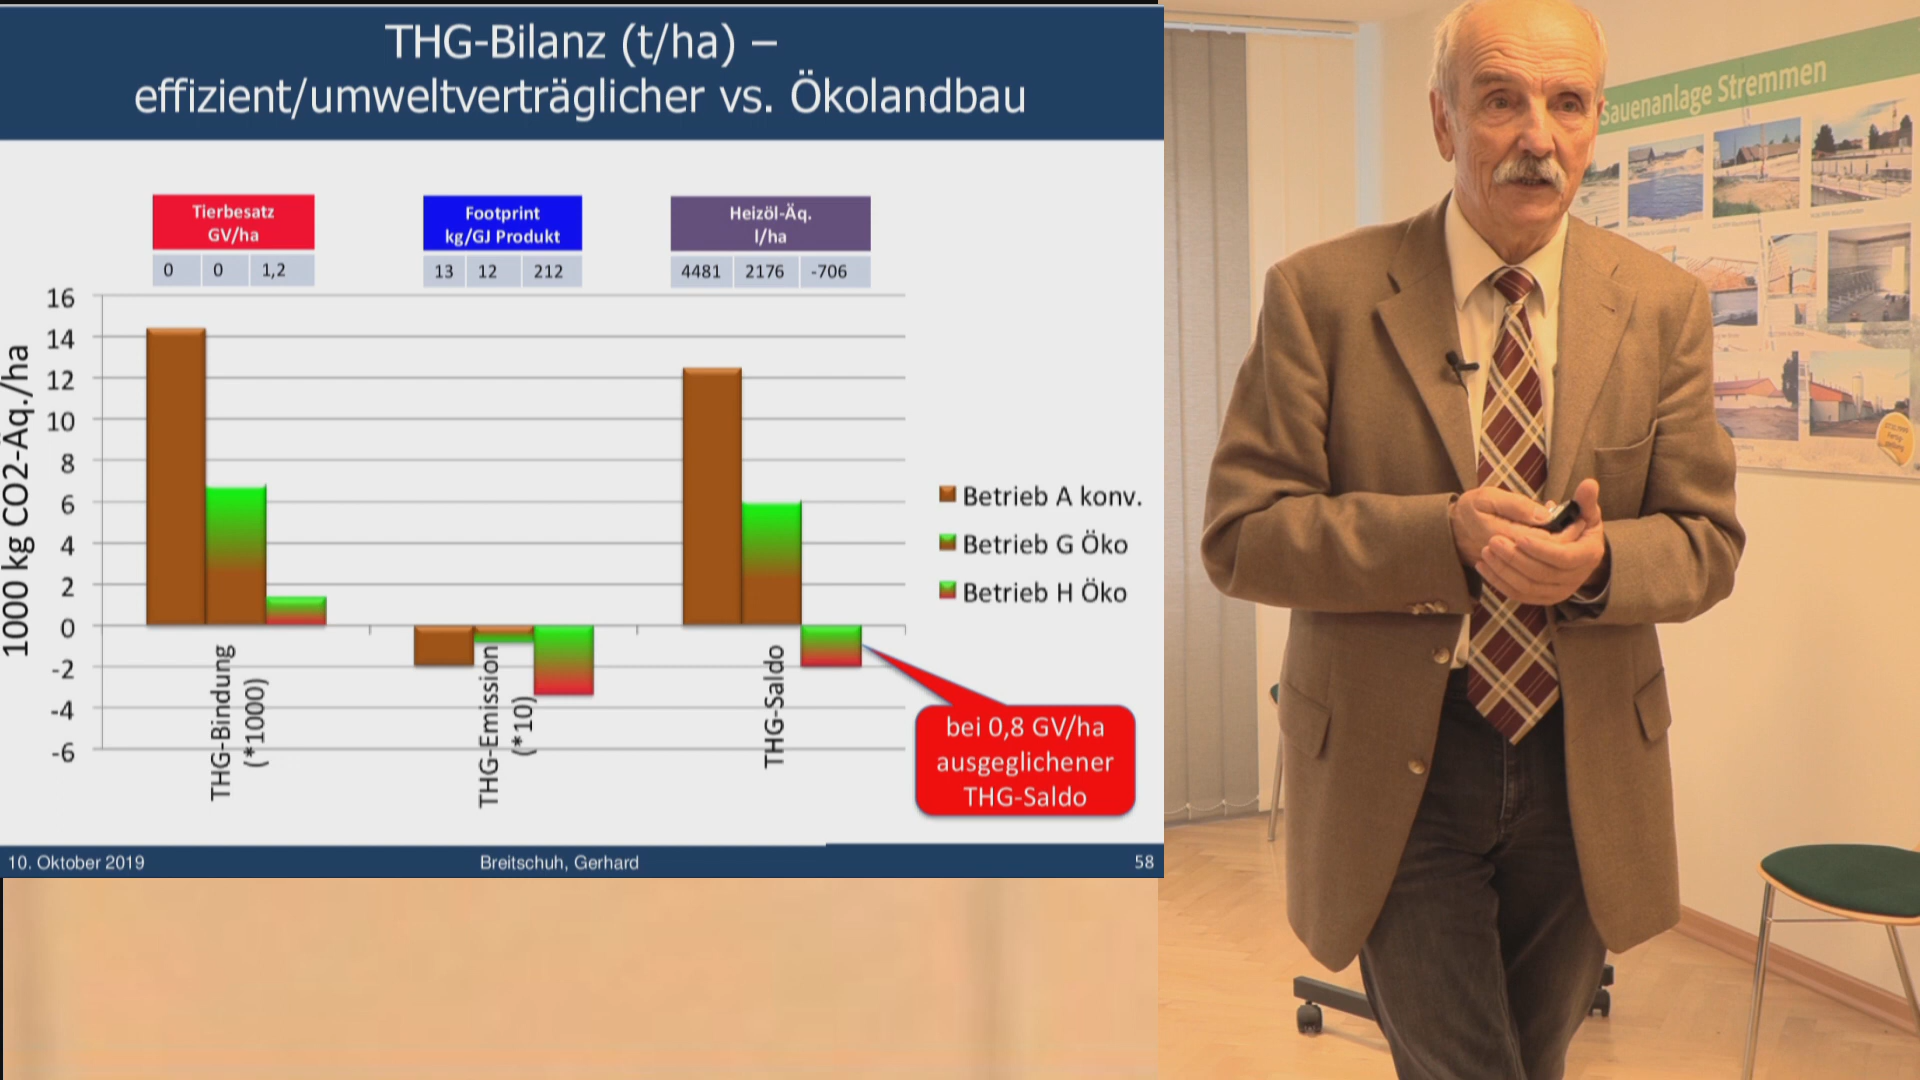 THG-Bilanz (t/ha) –
effizient/umweltverträglicher vs. Ökolandbau
Tierbesatz
GV/ha
0 0 1,2
Footprint
kg/GJ Produkt
13 12 212
Heizöl-Äq.
l/ha
4481 2176 -706
1000 kg CO2-Äq./ha
16
14
12
10
8
6
4
2
0
-2
-4
-6
THG-Bindung
(*1000)
THG-Emission
(*10)
THG-Saldo
Betrieb A konv.
Betrieb G Öko
Betrieb H Öko
bei 0,8 GV/ha
ausgeglichener
THG-Saldo
10. Oktober 2019
Breitschuh, Gerhard
58
Sauenanlage Stremmen